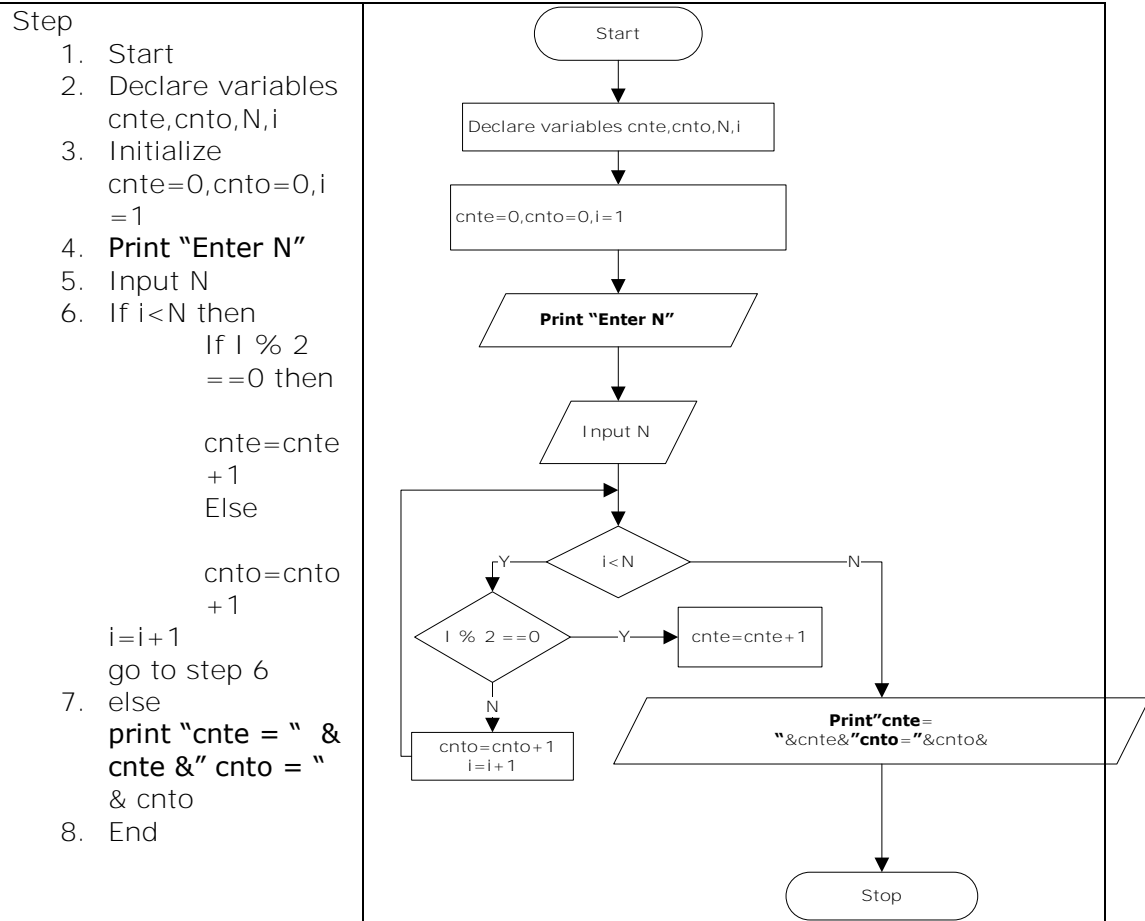 Step
1. Start
2. Declare variables
cnte,cnto,N,i
3. Initialize
cnte=0,cnto=0,i
=1
4. Print “Enter N”
5. Input N
6. If i<N then
If I % 2
==0 then
cnte=cnte
+1
Else
cnto=cnto
+1
i=i+1
go to step 6
7. else
print “cnte = “ &
cnte &” cnto = “
& cnto
8. End
Start
Declare variables cnte,cnto,N,i
cnte=0,cnto=0,i=1
Print “Enter N”
Input N
i<N
Y
N
I % 2 ==0
Y
cnte=cnte+1
N
cnto=cnto+1
i=i+1
Print”cnte=
“&cnte&”cnto=”&cnto&
Stop